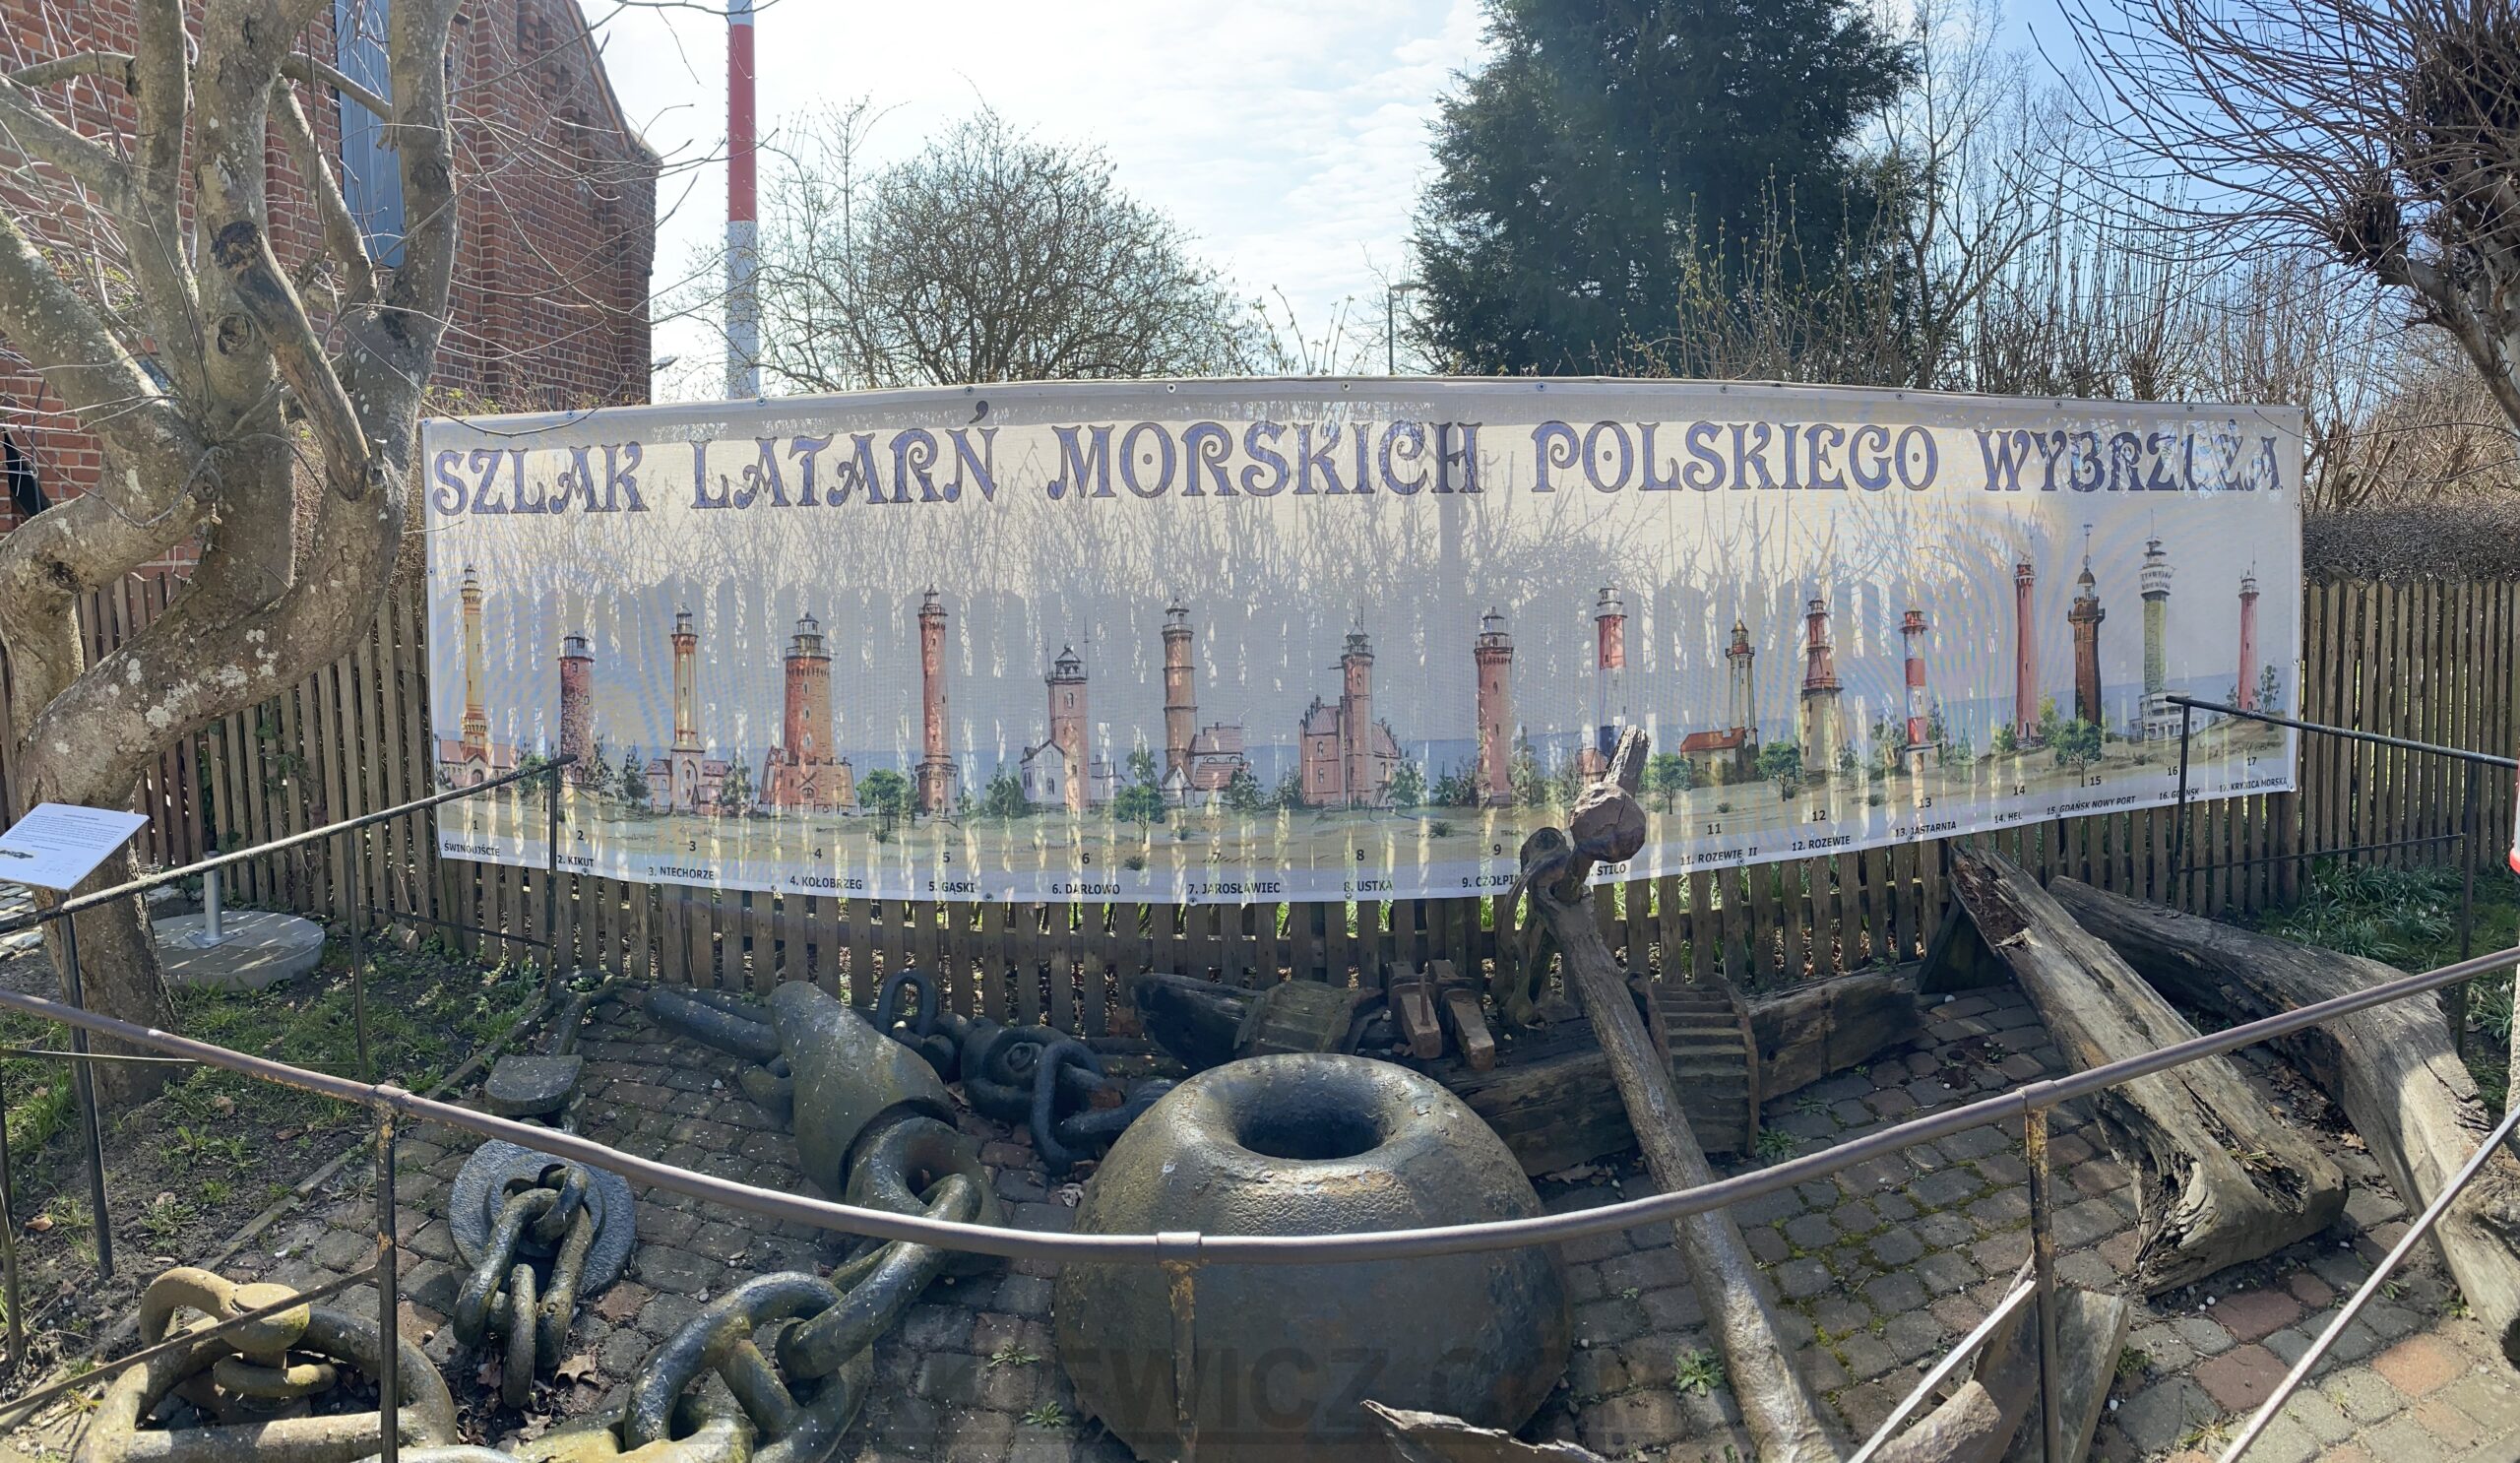 SZLAK LATARŃ MORSKICH POLSKIEGO WYBRZEŻA
1 2 3 4 5 6 7 8 9 11 12 13 14 15 16 17
ŚWINOUJŚCIE 2. KIKUT 3. NIECHORZE 4. KOŁOBRZEG 5. GĄSKI 6. DARŁOWO 7. JAROSŁAWIEC 8. USTKA 9. STILO 11. ROZEWIE II 12. ROZEWIE 13. JASTARNIA 14. HEL 15. GDAŃSK NOWY PORT 16. GDAŃSK 17. KRYNICA MORSKA